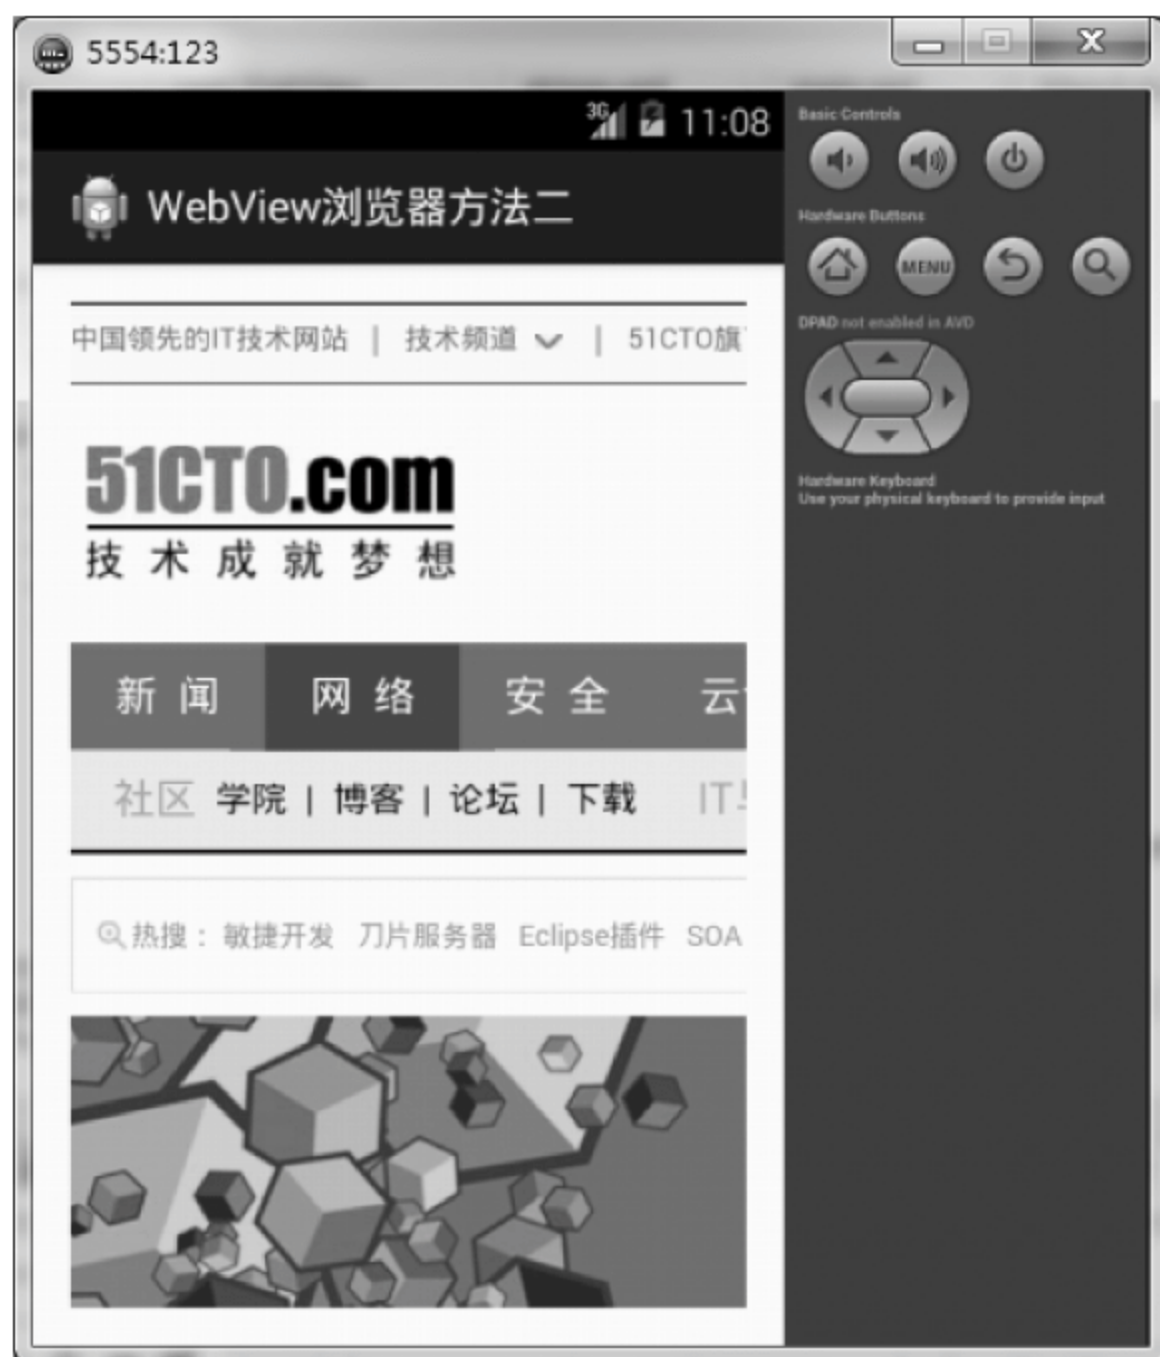 5554:123
3G 11:08
WebView浏览器方法二
中国领先的IT技术网站 | 技术频道 | 51CTO旗
51CTO.com
技术成就梦想
新闻 网络 安全 云
社区 学院 | 博客 | 论坛 | 下载 IT
热搜： 敏捷开发 刀片服务器 Eclipse插件 SOA
Basic Controls
Hardware Buttons
MENU
DPAD not enabled in AVD
Hardware Keyboard
Use your physical keyboard to provide input